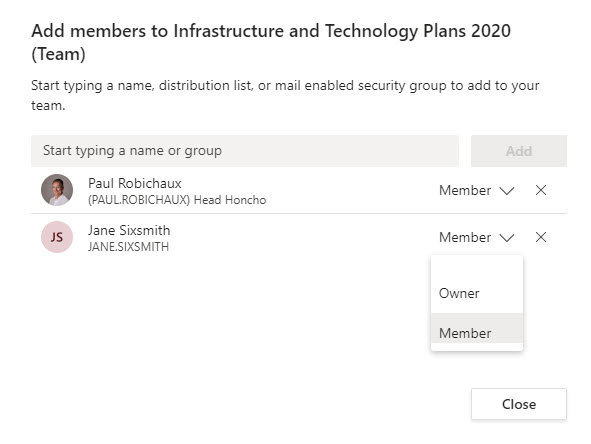 Add members to Infrastructure and Technology Plans 2020
(Team)
Start typing a name, distribution list, or mail enabled security group to add to your
team.
Start typing a name or group
Add
Paul Robichaux
(PAUL.ROBICHAUX) Head Honcho
Member
JS
Jane Sixsmith
JANE.SIXSMITH
Member
Owner
Member
Close